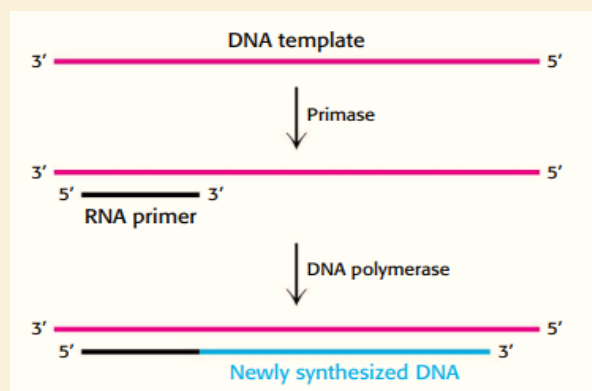 DNA template
3′ 5′
Primase
3′ 5′
5′ 3′
RNA primer
DNA polymerase
3′ 5′
5′ 3′
Newly synthesized DNA